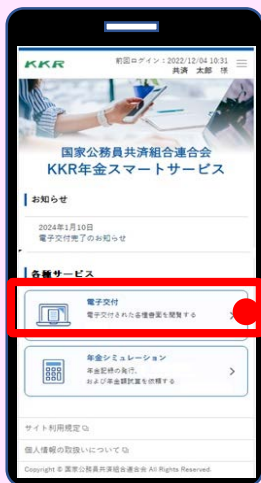 KKR
前回ログイン:2022/12/04 10:31
共済 太郎 様
国家公務員共済組合連合会
KKR年金スマートサービス
お知らせ
2024年1月10日
電子交付完了のお知らせ
各種サービス
電子交付
電子交付された各種書面を閲覧する
年金シミュレーション
年金記録の発行、
および年金額試算を依頼する
サイト利用規定
個人情報の取扱いについて
Copyright © 国家公務員共済組合連合会 All Rights Reserved.